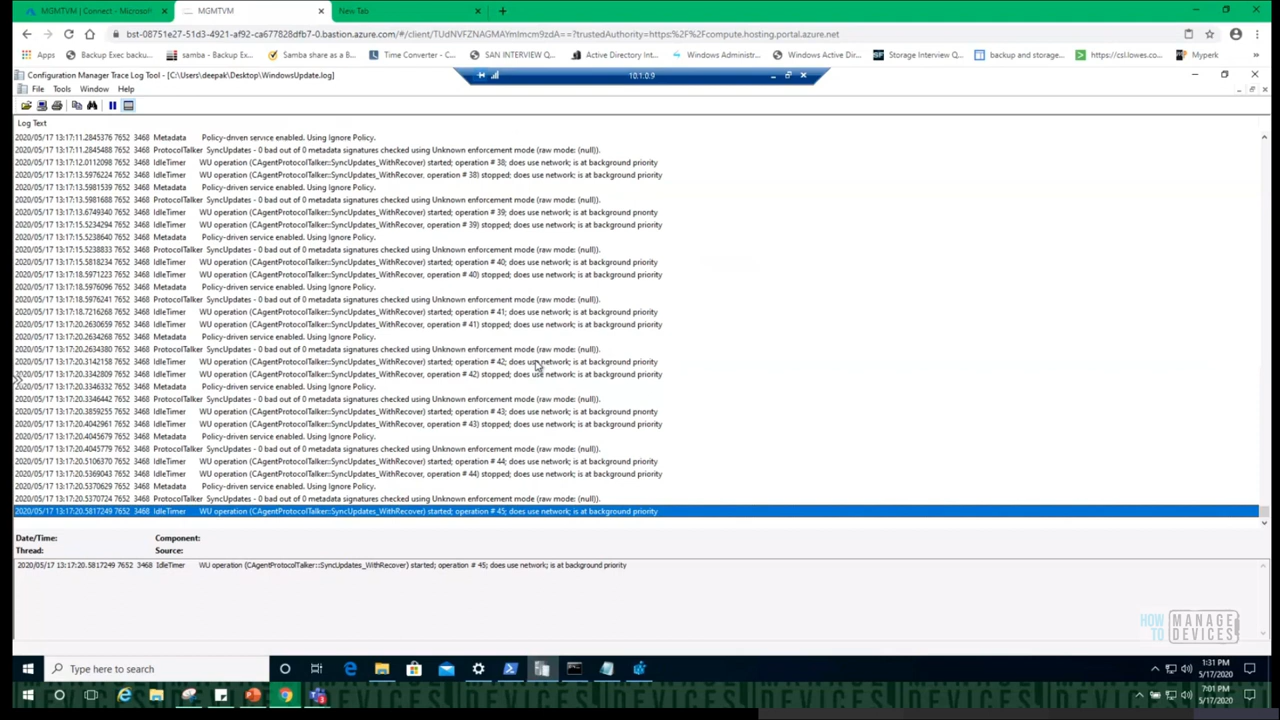 MGMTVM | Connect - Microsoft
MGMTVM
New Tab
bst-08751e27-51d3-4921-af92-ca677828dfb7-0.bastion.azure.com/#/client/TUdNVFZNAGMAYmlmcm9zdA==?trustedAuthority=https:%2F%2Fcompute.hosting.portal.azure.net
Apps Backup Exec backup... samba - Backup Ex... Samba share as a B... Time Converter - C... SAN INTERVIEW Q... Active Directory Int... Windows Administr... Windows Active Dir... Storage Interview Q... backup and storage... https://csl.lowes.co... Myperk
Configuration Manager Trace Log Tool - [C:\Users\deepak\Desktop\WindowsUpdate.log]
10.1.0.9
File Tools Window Help
Log Text
2020/05/17 13:17:11.2845376 7652 3468 Metadata Policy-driven service enabled. Using Ignore Policy.
2020/05/17 13:17:11.2845488 7652 3468 ProtocolTalker SyncUpdates - 0 bad out of 0 metadata signatures checked using Unknown enforcement mode (raw mode: (null)).
2020/05/17 13:17:12.0112098 7652 3468 IdleTimer WU operation (CAgentProtocolTalker::SyncUpdates_WithRecover) started; operation # 38; does use network; is at background priority
2020/05/17 13:17:13.5976224 7652 3468 IdleTimer WU operation (CAgentProtocolTalker::SyncUpdates_WithRecover, operation # 38) stopped; does use network; is at background priority
2020/05/17 13:17:13.5981539 7652 3468 Metadata Policy-driven service enabled. Using Ignore Policy.
2020/05/17 13:17:13.5981688 7652 3468 ProtocolTalker SyncUpdates - 0 bad out of 0 metadata signatures checked using Unknown enforcement mode (raw mode: (null)).
2020/05/17 13:17:13.6749340 7652 3468 IdleTimer WU operation (CAgentProtocolTalker::SyncUpdates_WithRecover) started; operation # 39; does use network; is at background priority
2020/05/17 13:17:15.5234294 7652 3468 IdleTimer WU operation (CAgentProtocolTalker::SyncUpdates_WithRecover, operation # 39) stopped; does use network; is at background priority
2020/05/17 13:17:15.5238640 7652 3468 Metadata Policy-driven service enabled. Using Ignore Policy.
2020/05/17 13:17:15.5238833 7652 3468 ProtocolTalker SyncUpdates - 0 bad out of 0 metadata signatures checked using Unknown enforcement mode (raw mode: (null)).
2020/05/17 13:17:15.5818234 7652 3468 IdleTimer WU operation (CAgentProtocolTalker::SyncUpdates_WithRecover) started; operation # 40; does use network; is at background priority
2020/05/17 13:17:18.5971223 7652 3468 IdleTimer WU operation (CAgentProtocolTalker::SyncUpdates_WithRecover, operation # 40) stopped; does use network; is at background priority
2020/05/17 13:17:18.5976096 7652 3468 Metadata Policy-driven service enabled. Using Ignore Policy.
2020/05/17 13:17:18.5976241 7652 3468 ProtocolTalker SyncUpdates - 0 bad out of 0 metadata signatures checked using Unknown enforcement mode (raw mode: (null)).
2020/05/17 13:17:18.7216268 7652 3468 IdleTimer WU operation (CAgentProtocolTalker::SyncUpdates_WithRecover) started; operation # 41; does use network; is at background priority
2020/05/17 13:17:20.2630659 7652 3468 IdleTimer WU operation (CAgentProtocolTalker::SyncUpdates_WithRecover, operation # 41) stopped; does use network; is at background priority
2020/05/17 13:17:20.2634268 7652 3468 Metadata Policy-driven service enabled. Using Ignore Policy.
2020/05/17 13:17:20.2634380 7652 3468 ProtocolTalker SyncUpdates - 0 bad out of 0 metadata signatures checked using Unknown enforcement mode (raw mode: (null)).
2020/05/17 13:17:20.3142158 7652 3468 IdleTimer WU operation (CAgentProtocolTalker::SyncUpdates_WithRecover) started; operation # 42; does use network; is at background priority
2020/05/17 13:17:20.3342809 7652 3468 IdleTimer WU operation (CAgentProtocolTalker::SyncUpdates_WithRecover, operation # 42) stopped; does use network; is at background priority
2020/05/17 13:17:20.3346332 7652 3468 Metadata Policy-driven service enabled. Using Ignore Policy.
2020/05/17 13:17:20.3346442 7652 3468 ProtocolTalker SyncUpdates - 0 bad out of 0 metadata signatures checked using Unknown enforcement mode (raw mode: (null)).
2020/05/17 13:17:20.3859255 7652 3468 IdleTimer WU operation (CAgentProtocolTalker::SyncUpdates_WithRecover) started; operation # 43; does use network; is at background priority
2020/05/17 13:17:20.4042961 7652 3468 IdleTimer WU operation (CAgentProtocolTalker::SyncUpdates_WithRecover, operation # 43) stopped; does use network; is at background priority
2020/05/17 13:17:20.4045679 7652 3468 Metadata Policy-driven service enabled. Using Ignore Policy.
2020/05/17 13:17:20.4045779 7652 3468 ProtocolTalker SyncUpdates - 0 bad out of 0 metadata signatures checked using Unknown enforcement mode (raw mode: (null)).
2020/05/17 13:17:20.5106370 7652 3468 IdleTimer WU operation (CAgentProtocolTalker::SyncUpdates_WithRecover) started; operation # 44; does use network; is at background priority
2020/05/17 13:17:20.5369043 7652 3468 IdleTimer WU operation (CAgentProtocolTalker::SyncUpdates_WithRecover, operation # 44) stopped; does use network; is at background priority
2020/05/17 13:17:20.5370629 7652 3468 Metadata Policy-driven service enabled. Using Ignore Policy.
2020/05/17 13:17:20.5370724 7652 3468 ProtocolTalker SyncUpdates - 0 bad out of 0 metadata signatures checked using Unknown enforcement mode (raw mode: (null)).
2020/05/17 13:17:20.5817249 7652 3468 IdleTimer WU operation (CAgentProtocolTalker::SyncUpdates_WithRecover) started; operation # 45; does use network; is at background priority
Date/Time: Component:
Thread: Source:
2020/05/17 13:17:20.5817249 7652 3468 IdleTimer WU operation (CAgentProtocolTalker::SyncUpdates_WithRecover) started; operation # 45; does use network; is at background priority
HOW TO MANAGE DEVICES
Type here to search
1:31 PM
5/17/2020
7:01 PM
5/17/2020